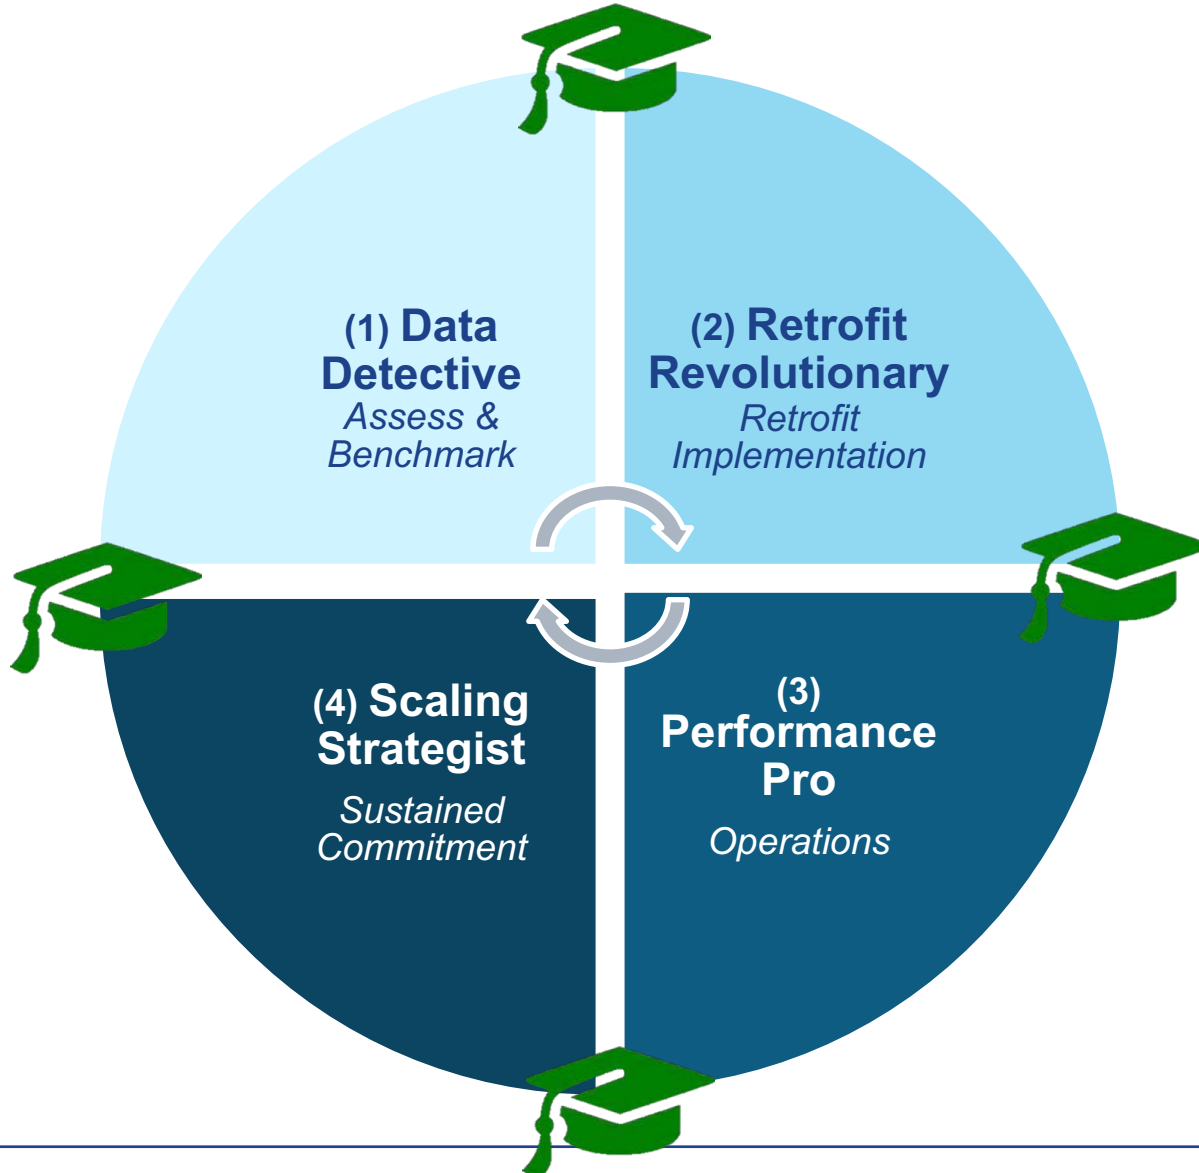 (1) Data
Detective
Assess &
Benchmark
(2) Retrofit
Revolutionary
Retrofit
Implementation
(3)
Performance
Pro
Operations
(4) Scaling
Strategist
Sustained
Commitment